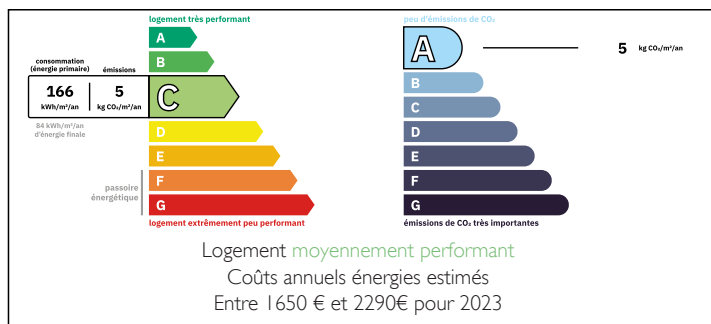 logement très performant
A
B
consommation
(énergie primaire)
émissions
166
kWh/m²/an
5
kg CO₂/m²/an
C
84 kWh/m²/an
d'énergie finale
D
E
passoire
énergétique
F
G
logement extrêmement peu performant
peu d'émissions de CO₂
A
5 kg CO₂/m²/an
B
C
D
E
F
G
émissions de CO₂ très importantes
Logement moyennement performant
Coûts annuels énergies estimés
Entre 1650 € et 2290€ pour 2023